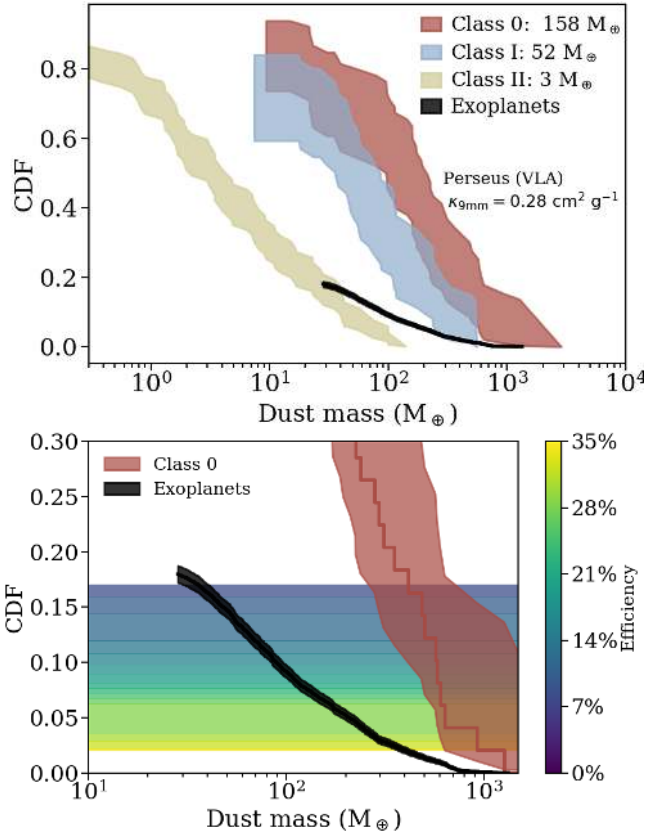 Class 0: 158 M⊕
Class I: 52 M⊕
Class II: 3 M⊕
Exoplanets
Perseus (VLA)
κ9mm = 0.28 cm² g⁻¹
CDF
0.8
0.6
0.4
0.2
0.0
10⁰ 10¹ 10² 10³ 10⁴
Dust mass (M⊕)
Class 0
Exoplanets
CDF
0.30
0.25
0.20
0.15
0.10
0.05
0.00
10¹ 10² 10³
Dust mass (M⊕)
35%
28%
21%
14%
7%
0%
Efficiency